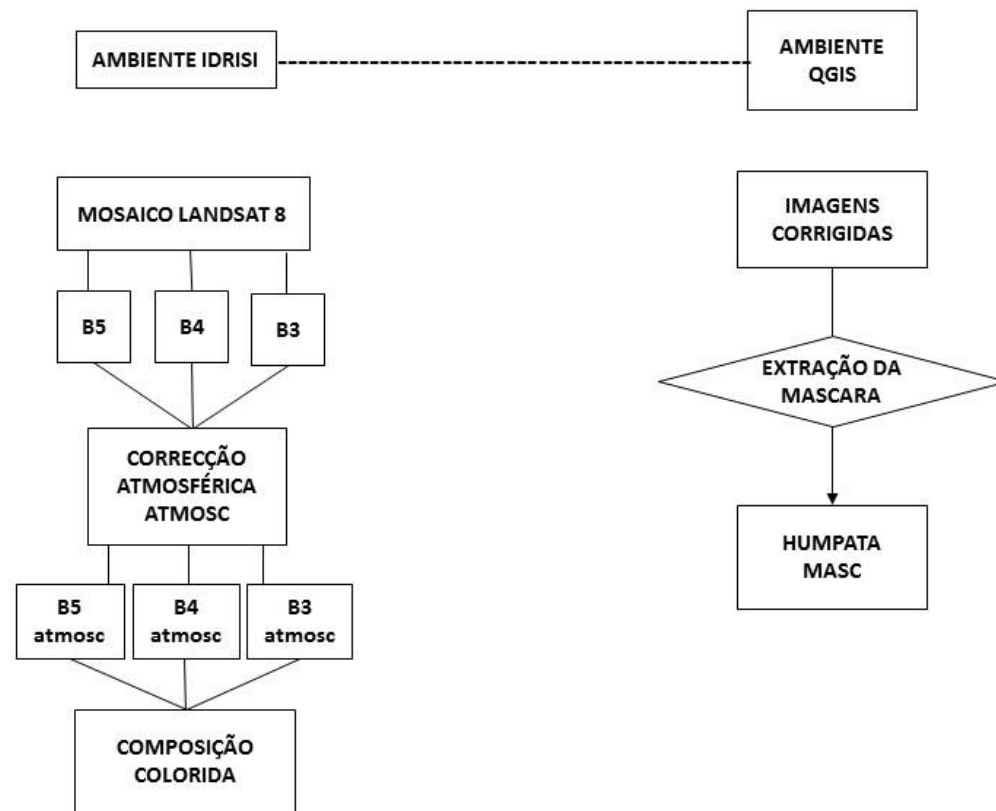 AMBIENTE IDRISI
AMBIENTE
QGIS
MOSAICO LANDSAT 8
B5
B4
B3
CORRECÇÃO
ATMOSFÉRICA
ATMOSC
B5
atmosc
B4
atmosc
B3
atmosc
COMPOSIÇÃO
COLORIDA
IMAGENS
CORRIGIDAS
EXTRAÇÃO DA
MASCARA
HUMPATA
MASC